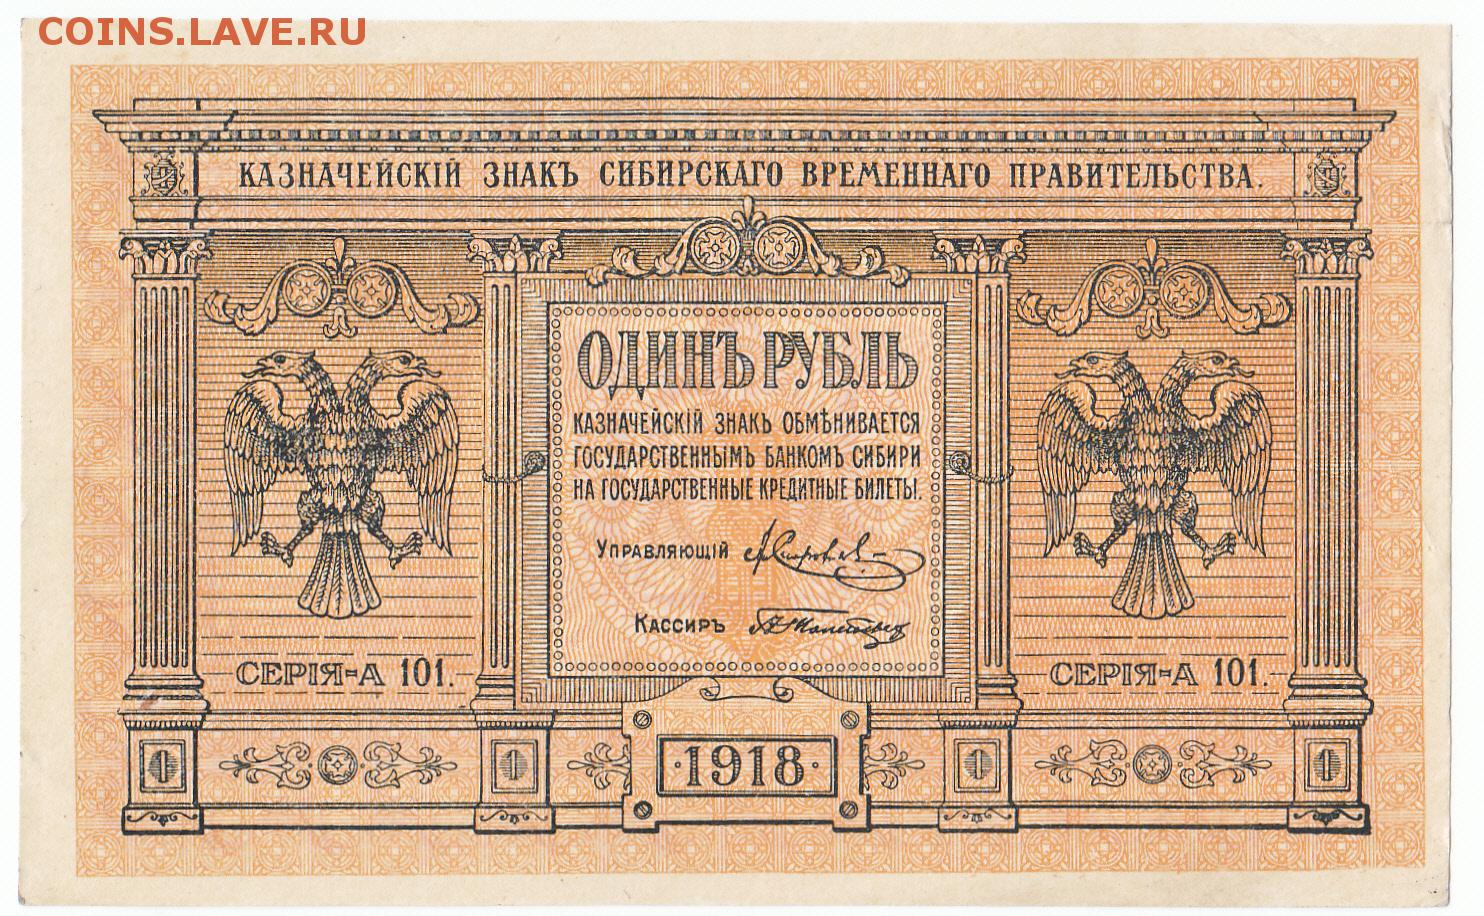 COINS.LAVE.RU
КАЗНАЧЕЙСКІЙ ЗНАКЪ СИБИРСКАГО ВРЕМЕННАГО ПРАВИТЕЛЬСТВА.
ОДИНЪ РУБЛЬ
КАЗНАЧЕЙСКІЙ ЗНАКЪ ОБМѢНИВАЕТСЯ
ГОСУДАРСТВЕННЫМЪ БАНКОМЪ СИБИРИ
НА ГОСУДАРСТВЕННЫЕ КРЕДИТНЫЕ БИЛЕТЫ.
УПРАВЛЯЮЩІЙ
КАССИРЪ
СЕРІЯ-А 101. СЕРІЯ-А 101.
1 1 ·1918· 1 1